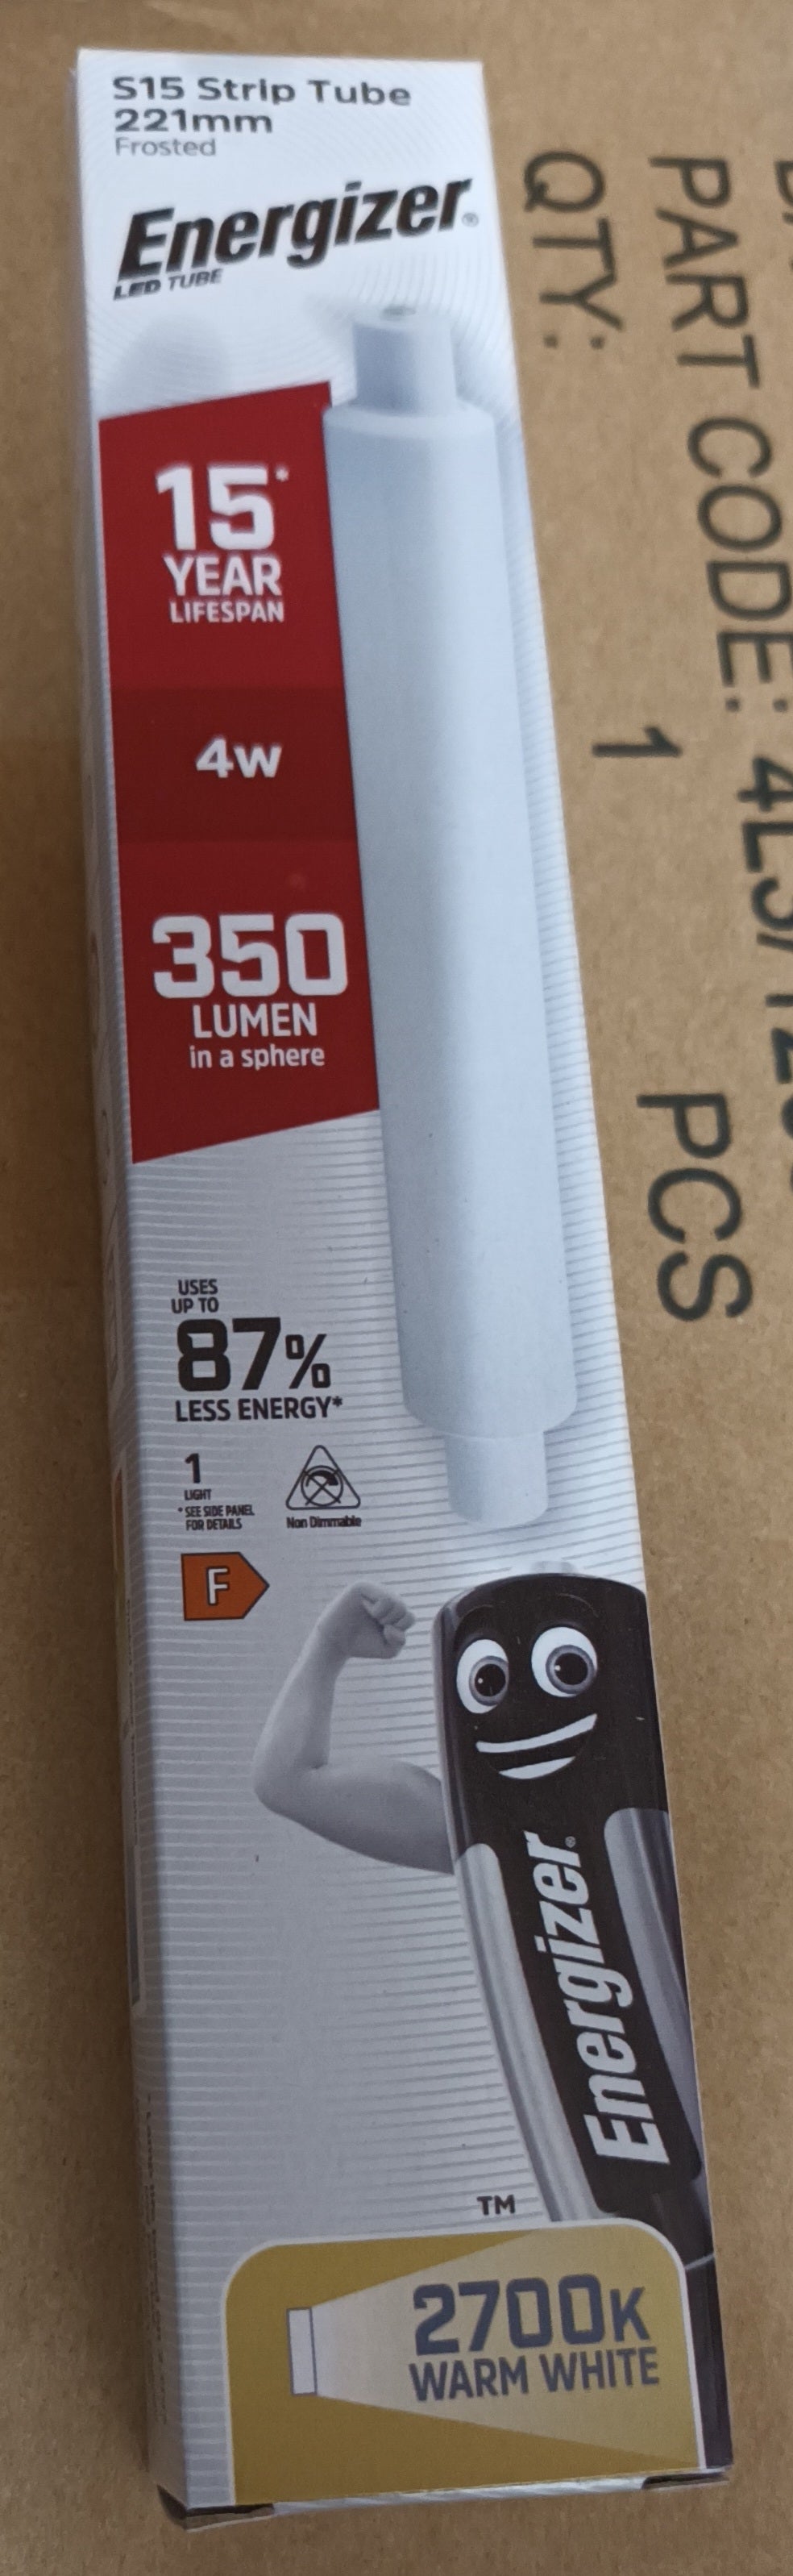 S15 Strip Tube
221mm
Frosted
Energizer®
LED TUBE
15*
YEAR
LIFESPAN
4w
350
LUMEN
in a sphere
USES
UP TO
87%
LESS ENERGY*
1
LIGHT
* SEE SIDE PANEL
FOR DETAILS
Non Dimmable
F
Energizer®
TM
2700K
WARM WHITE
PART CODE: 4L3/
QTY: 1 PCS